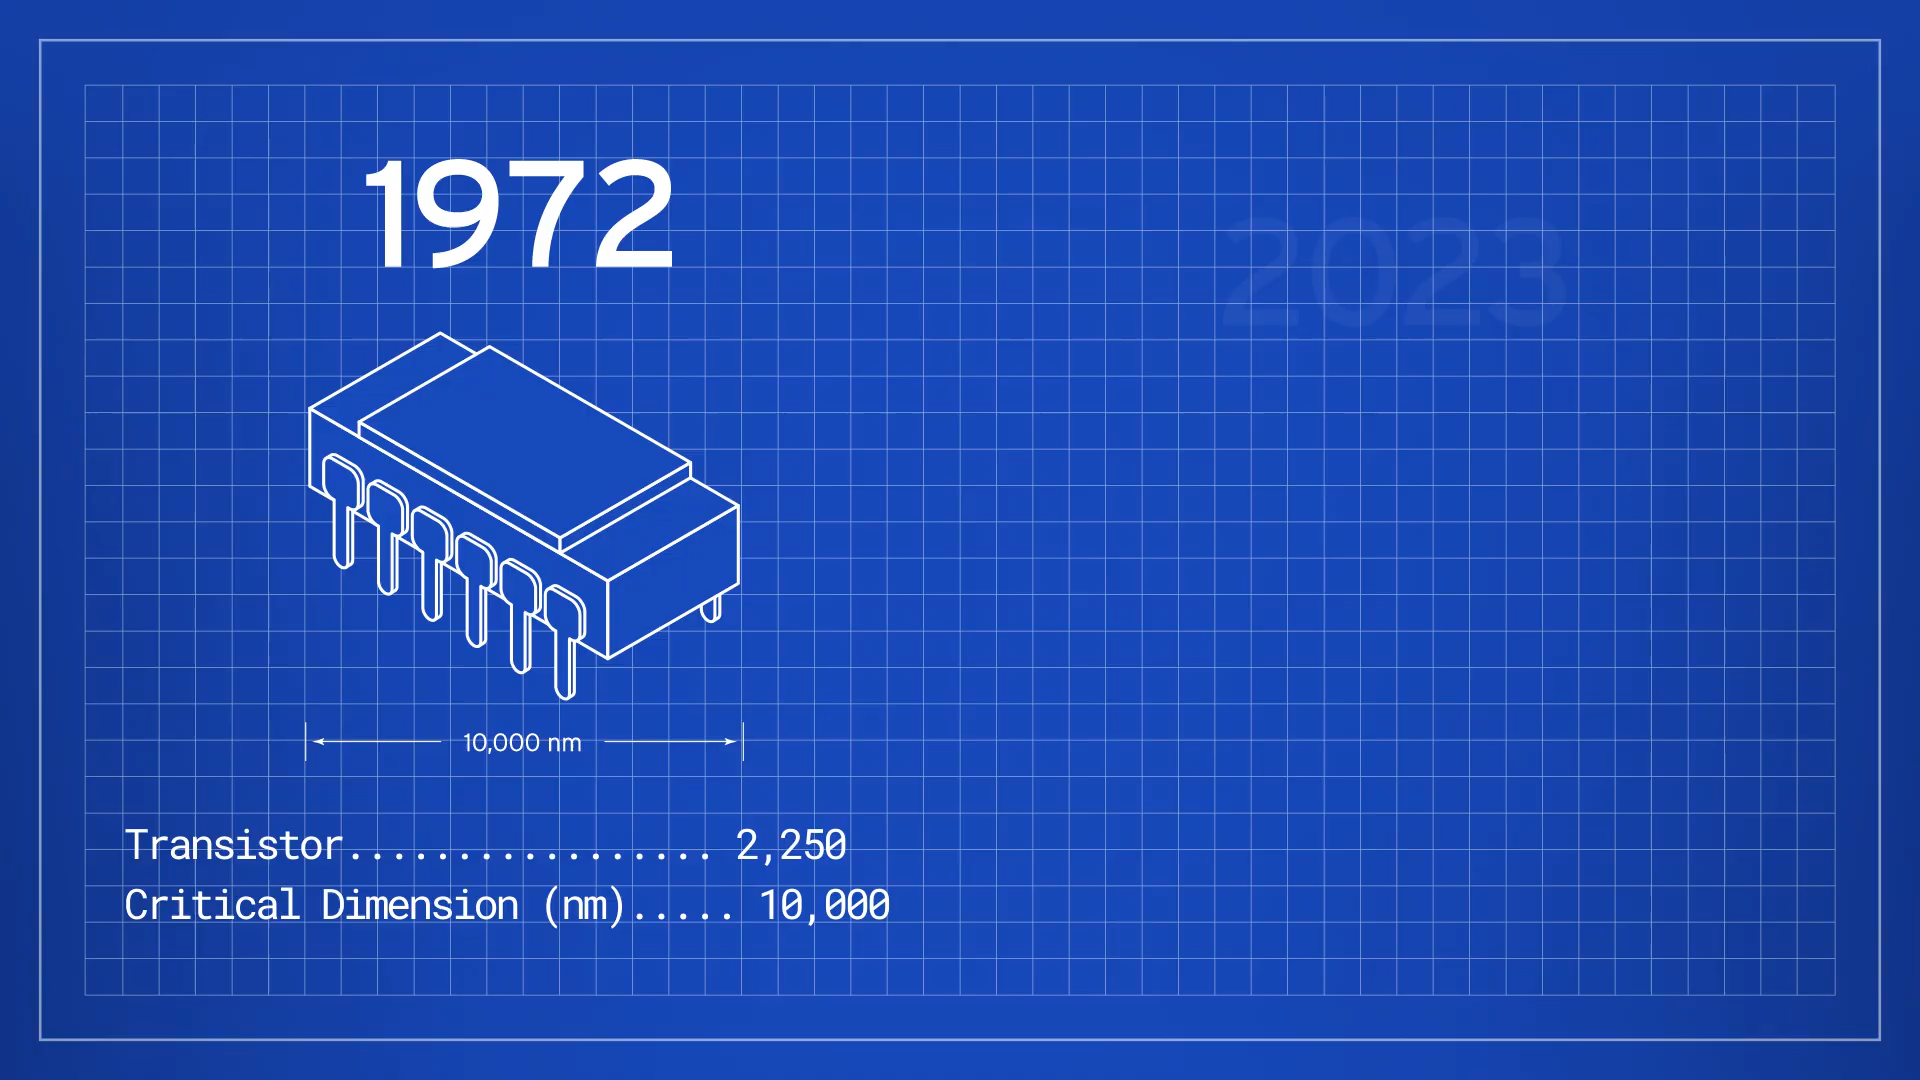 1972
2023
10,000 nm
Transistor................. 2,250
Critical Dimension (nm)..... 10,000